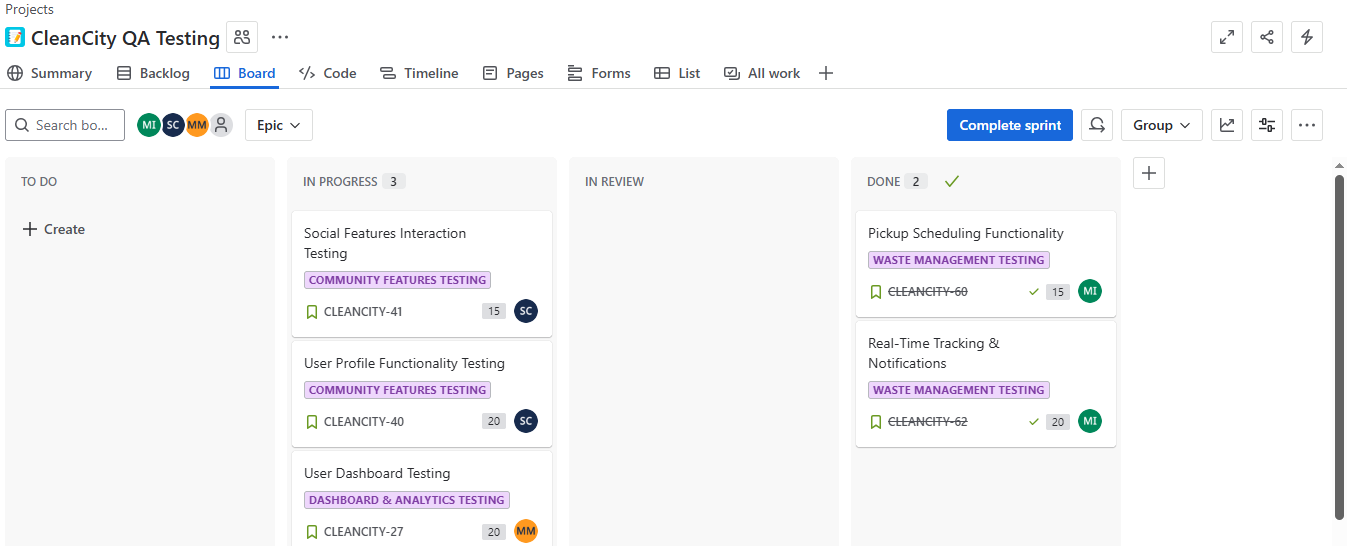 Projects
CleanCity QA Testing
Summary
Backlog
Board
Code
Timeline
Pages
Forms
List
All work
Search bo...
MI
SC
MM
Epic
Complete sprint
Group
TO DO
Create
IN PROGRESS 3
Social Features Interaction
Testing
COMMUNITY FEATURES TESTING
CLEANCITY-41
15
SC
User Profile Functionality Testing
COMMUNITY FEATURES TESTING
CLEANCITY-40
20
SC
User Dashboard Testing
DASHBOARD & ANALYTICS TESTING
CLEANCITY-27
20
MM
IN REVIEW
DONE 2
Pickup Scheduling Functionality
WASTE MANAGEMENT TESTING
CLEANCITY-60
15
MI
Real-Time Tracking &
Notifications
WASTE MANAGEMENT TESTING
CLEANCITY-62
20
MI